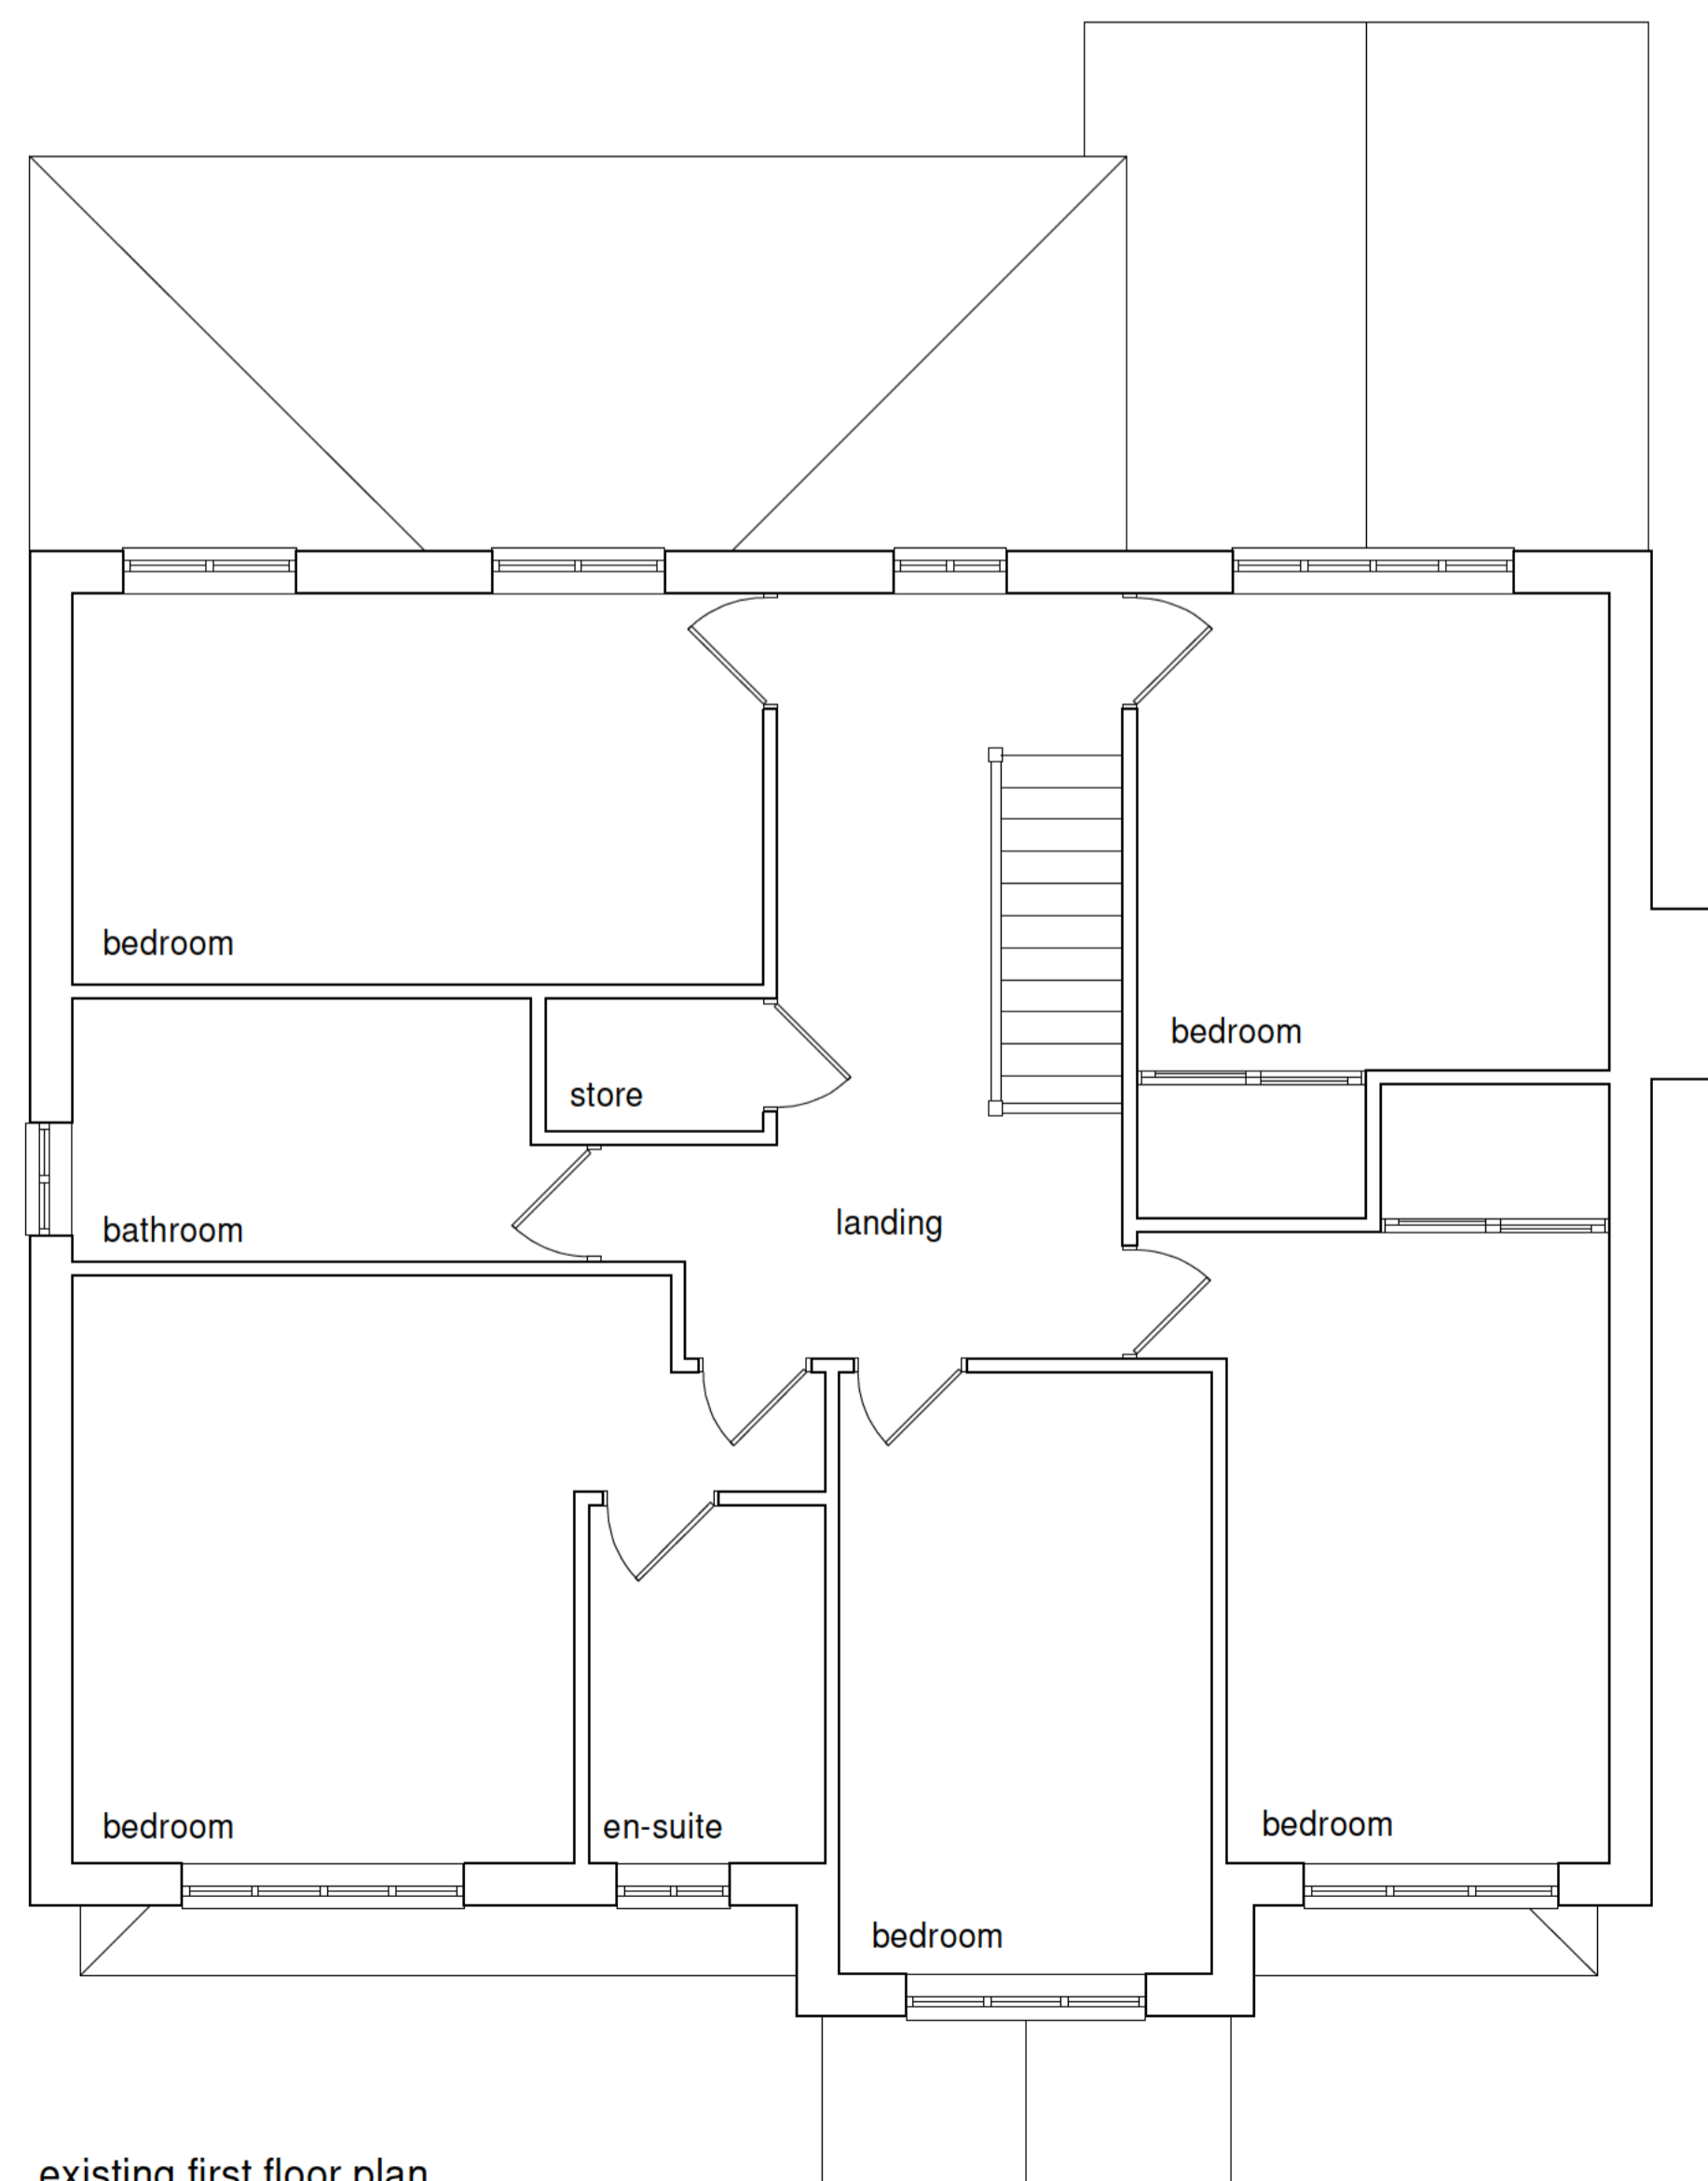 bedroom
bedroom
store
bathroom
landing
bedroom
en-suite
bedroom
bedroom
existing first floor plan